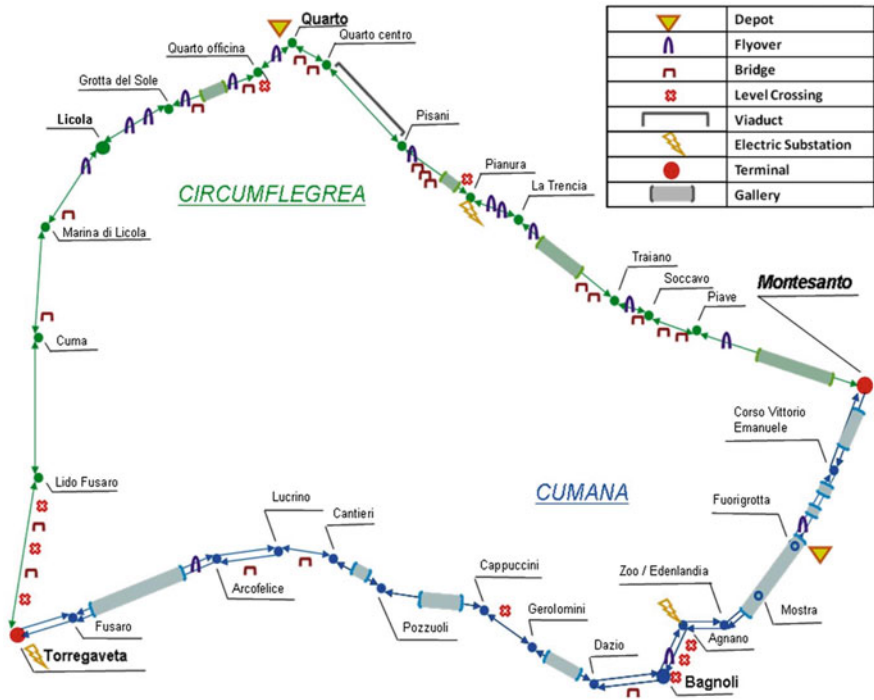 Quarto
Quarto officina
Quarto centro
Grotta del Sole
Licola
Pisani
CIRCUMFLEGREA
Pianura
La Trencia
Marina di Licola
Traiano
Soccavo
Piave
Montesanto
Cuma
Corso Vittorio
Emanuele
Lido Fusaro
Lucrino
Cantieri
CUMANA
Fuorigrotta
Cappuccini
Zoo / Edenlandia
Arcofelice
Gerolomini
Mostra
Fusaro
Pozzuoli
Dazio
Agnano
Torregaveta
Bagnoli
Depot
Flyover
Bridge
Level Crossing
Viaduct
Electric Substation
Terminal
Gallery